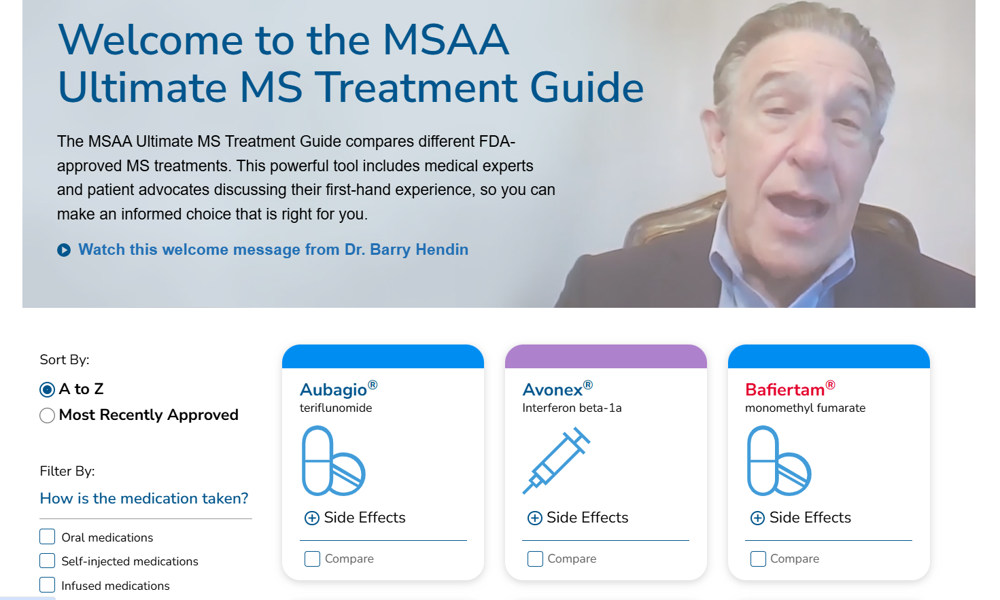 Welcome to the MSAA
Ultimate MS Treatment Guide
The MSAA Ultimate MS Treatment Guide compares different FDA-
approved MS treatments. This powerful tool includes medical experts
and patient advocates discussing their first-hand experience, so you can
make an informed choice that is right for you.
Watch this welcome message from Dr. Barry Hendin
Sort By:
A to Z
Most Recently Approved
Filter By:
How is the medication taken?
Oral medications
Self-injected medications
Infused medications
Aubagio®
teriflunomide
Side Effects
Compare
Avonex®
Interferon beta-1a
Side Effects
Compare
Bafiertam®
monomethyl fumarate
Side Effects
Compare